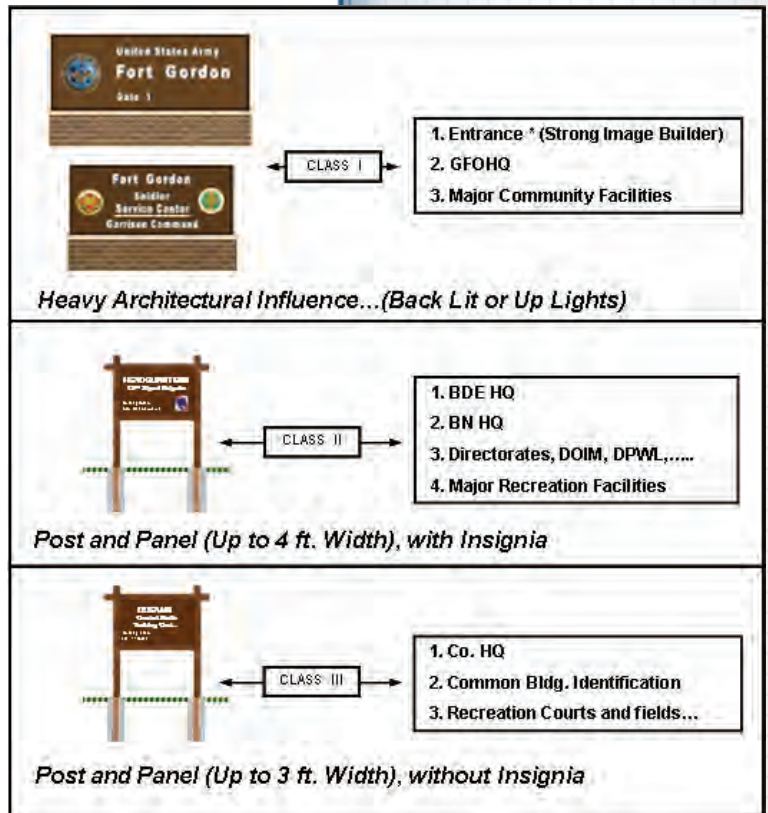 United States Army
Fort Gordon
Gate 1
Fort Gordon
Soldier
Service Center
Garrison Command
CLASS I
1. Entrance * (Strong Image Builder)
2. GFOHQ
3. Major Community Facilities
Heavy Architectural Influence...(Back Lit or Up Lights)
CLASS II
1. BDE HQ
2. BN HQ
3. Directorates, DOIM, DPWL,.....
4. Major Recreation Facilities
Post and Panel (Up to 4 ft. Width), with Insignia
CLASS III
1. Co. HQ
2. Common Bldg. Identification
3. Recreation Courts and fields...
Post and Panel (Up to 3 ft. Width), without Insignia